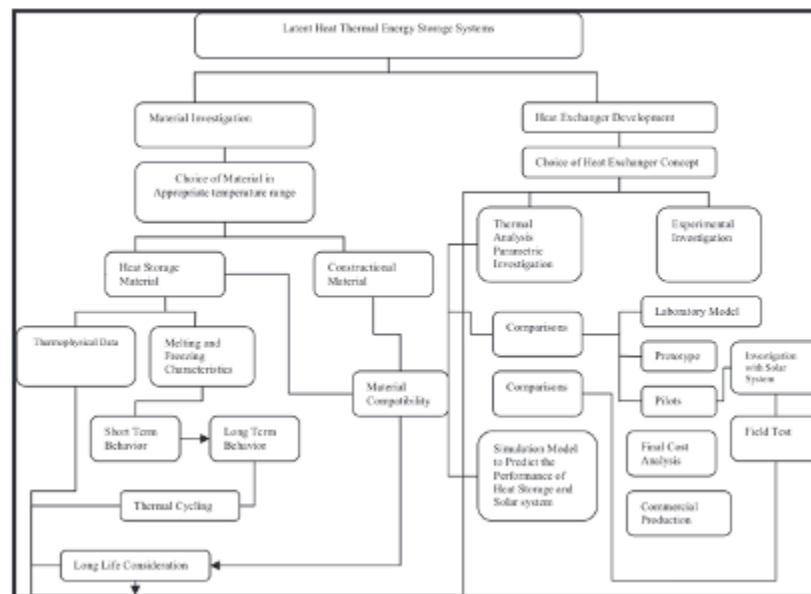 Latent Heat Thermal Energy Storage Systems
Material Investigation
Heat Exchanger Development
Choice of Heat Exchanger Concept
Choice of Material in
Appropriate temperature range
Thermal
Analysis
Parametric
Investigation
Experimental
Investigation
Heat Storage
Material
Constructional
Material
Laboratory Model
Comparisons
Thermophysical Data
Melting and
Freezing
Characteristics
Prototype
Investigation
with Solar
System
Material
Compatibility
Comparisons
Pilots
Short Term
Behavior
Long Term
Behavior
Field Test
Simulation Model
to Predict the
Performance of
Heat Storage and
Solar system
Final Cost
Analysis
Thermal Cycling
Commercial
Production
Long Life Consideration